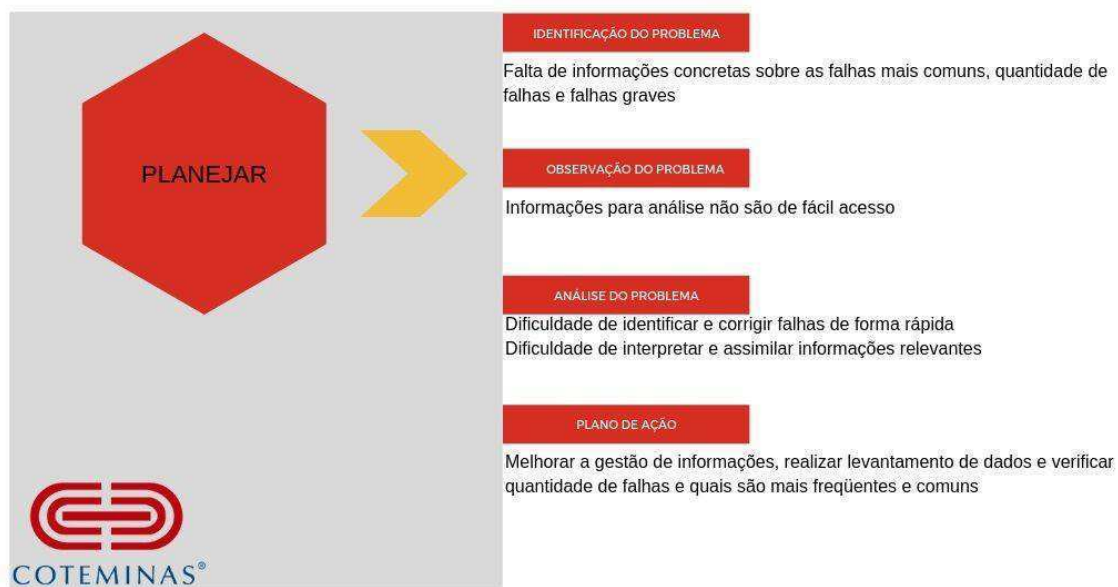 PLANEJAR
IDENTIFICAÇÃO DO PROBLEMA
Falta de informações concretas sobre as falhas mais comuns, quantidade de
falhas e falhas graves
OBSERVAÇÃO DO PROBLEMA
Informações para análise não são de fácil acesso
ANÁLISE DO PROBLEMA
Dificuldade de identificar e corrigir falhas de forma rápida
Dificuldade de interpretar e assimilar informações relevantes
PLANO DE AÇÃO
Melhorar a gestão de informações, realizar levantamento de dados e verificar
quantidade de falhas e quais são mais freqüentes e comuns
COTEMINAS®